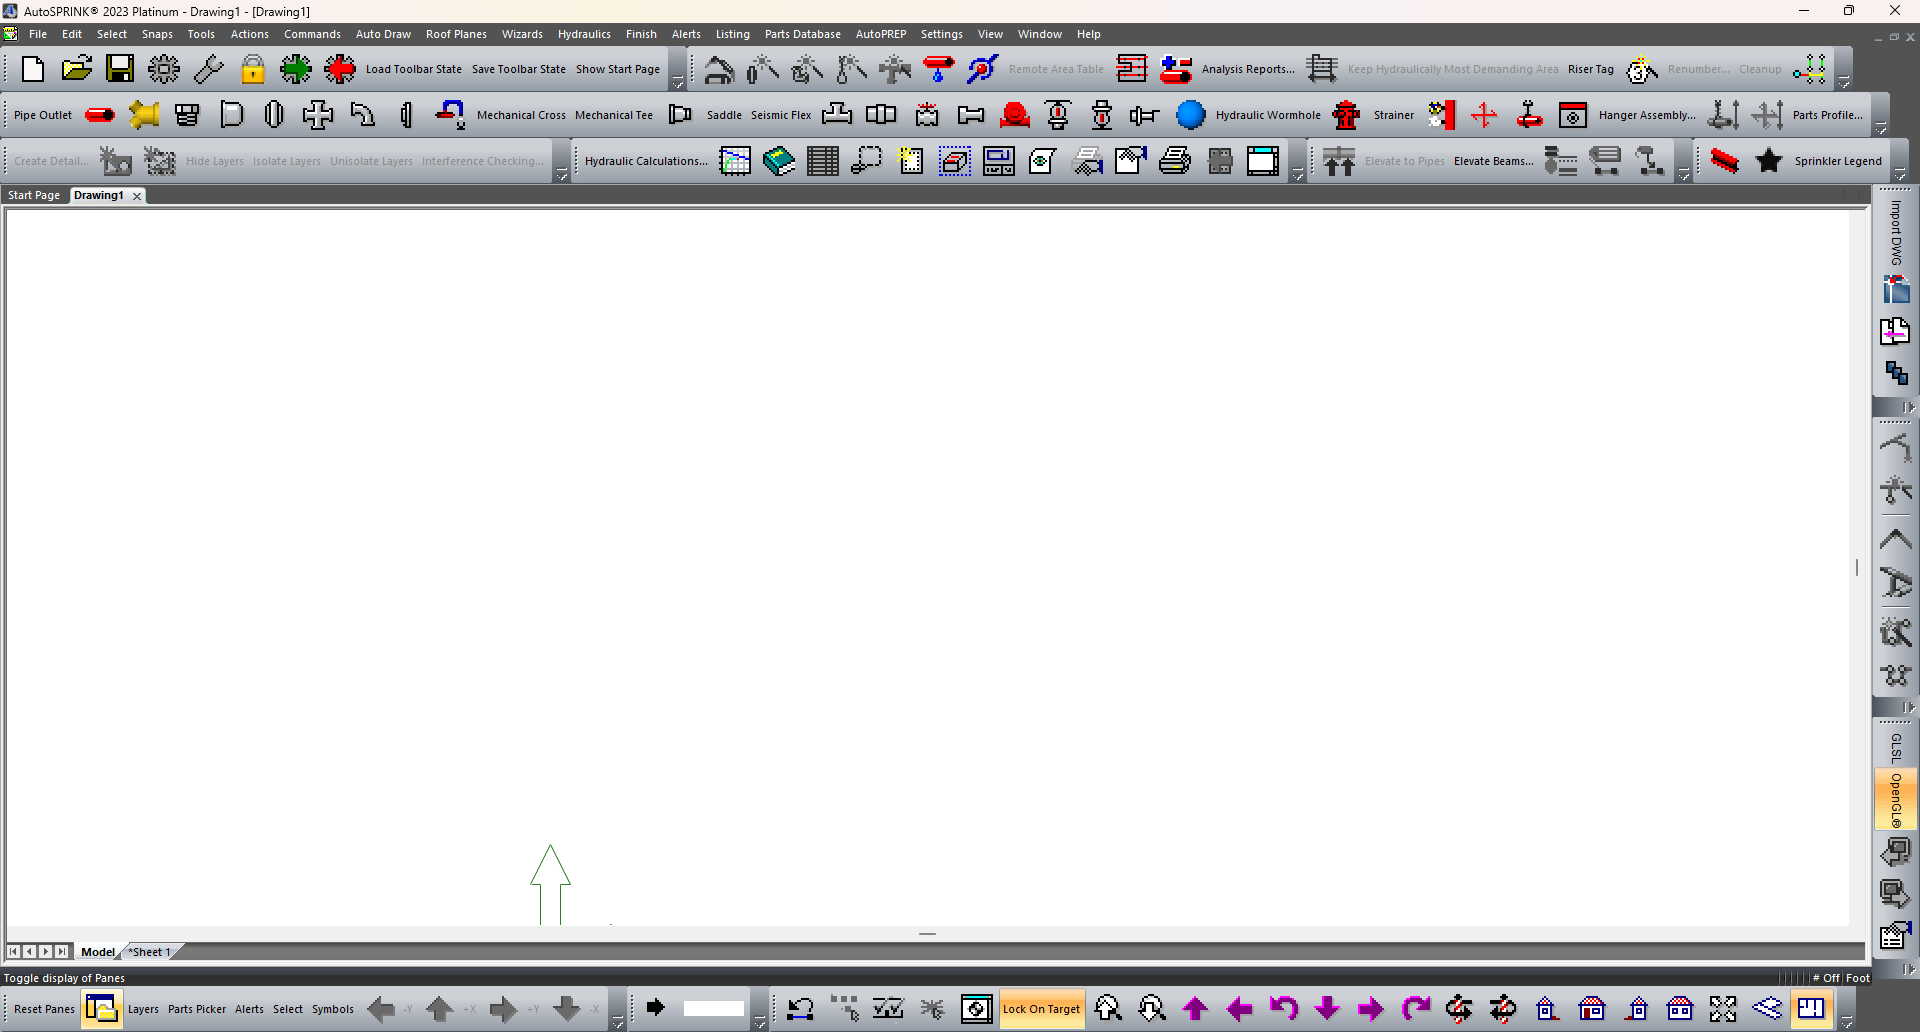 AutoSPRINK® 2023 Platinum - Drawing1 - [Drawing1]
File Edit Select Snaps Tools Actions Commands Auto Draw Roof Planes Wizards Hydraulics Finish Alerts Listing Parts Database AutoPREP Settings View Window Help
Load Toolbar State Save Toolbar State Show Start Page Remote Area Table Analysis Reports... Keep Hydraulically Most Demanding Area Riser Tag Renumber... Cleanup
Pipe Outlet Mechanical Cross Mechanical Tee Saddle Seismic Flex Hydraulic Wormhole Strainer Hanger Assembly... Parts Profile...
Create Detail... Hide Layers Isolate Layers Unisolate Layers Interference Checking... Hydraulic Calculations... Elevate to Pipes Elevate Beams... Sprinkler Legend
Start Page Drawing1
Import DWG
GLSL
OpenGL®
Model *Sheet 1
Toggle display of Panes # Off Foot
Reset Panes Layers Parts Picker Alerts Select Symbols -Y +X +Y -X Lock On Target